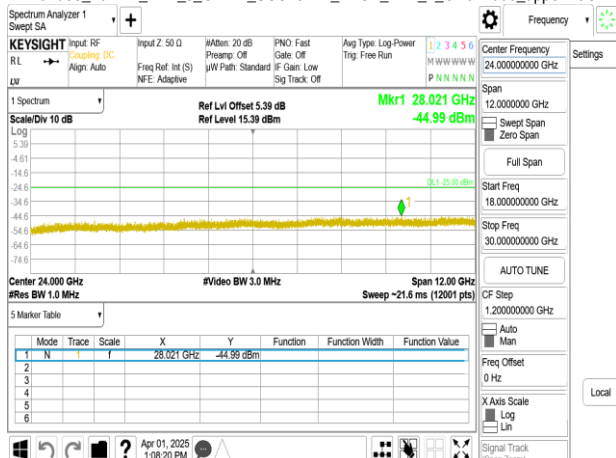 Spectrum Analyzer 1
Swept SA
Frequency
KEYSIGHT
RL
LXI
Input: RF
Coupling: DC
Align: Auto
Input Z: 50 Ω
Freq Ref: Int (S)
NFE: Adaptive
#Atten: 20 dB
Preamp: Off
µW Path: Standard
PNO: Fast
Gate: Off
IF Gain: Low
Sig Track: Off
Avg Type: Log-Power
Trig: Free Run
1 2 3 4 5 6
M W W W W W
P N N N N N
Center Frequency
24.000000000 GHz
Settings
1 Spectrum
Scale/Div 10 dB
Ref Lvl Offset 5.39 dB
Ref Level 15.39 dBm
Mkr1 28.021 GHz
-44.99 dBm
Log
5.39
-4.61
-14.6
-24.6
-34.6
-44.6
-54.6
-64.6
-74.6
DL1 -25.00 dBm
1
Span
12.0000000 GHz
Swept Span
Zero Span
Full Span
Start Freq
18.000000000 GHz
Stop Freq
30.000000000 GHz
AUTO TUNE
CF Step
1.200000000 GHz
Auto
Man
Freq Offset
0 Hz
X Axis Scale
Log
Lin
Signal Track
Local
Center 24.000 GHz
#Res BW 1.0 MHz
#Video BW 3.0 MHz
Span 12.00 GHz
Sweep ~21.6 ms (12001 pts)
5 Marker Table
Mode Trace Scale X Y Function Function Width Function Value
1 N 1 f 28.021 GHz -44.99 dBm
2
3
4
5
6
Apr 01, 2025
1:08:20 PM